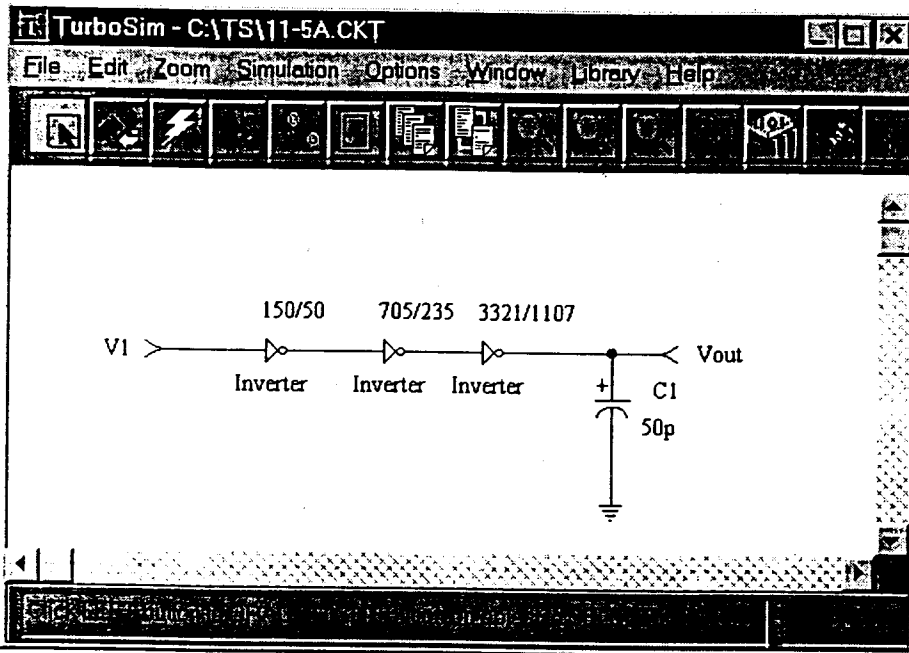 TurboSim - C:\TS\11-5A.CKT
File Edit Zoom Simulation Options Window Library Help
150/50 705/235 3321/1107
V1 Vout
Inverter Inverter Inverter
+ C1
50p